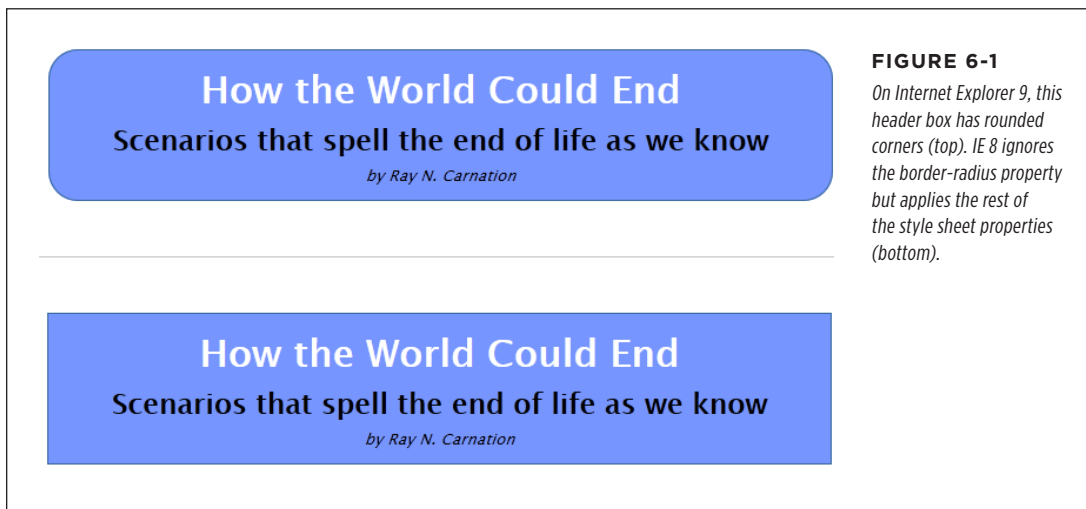 How the World Could End
Scenarios that spell the end of life as we know
by Ray N. Carnation
How the World Could End
Scenarios that spell the end of life as we know
by Ray N. Carnation
FIGURE 6-1
On Internet Explorer 9, this
header box has rounded
corners (top). IE 8 ignores
the border-radius property
but applies the rest of
the style sheet properties
(bottom).